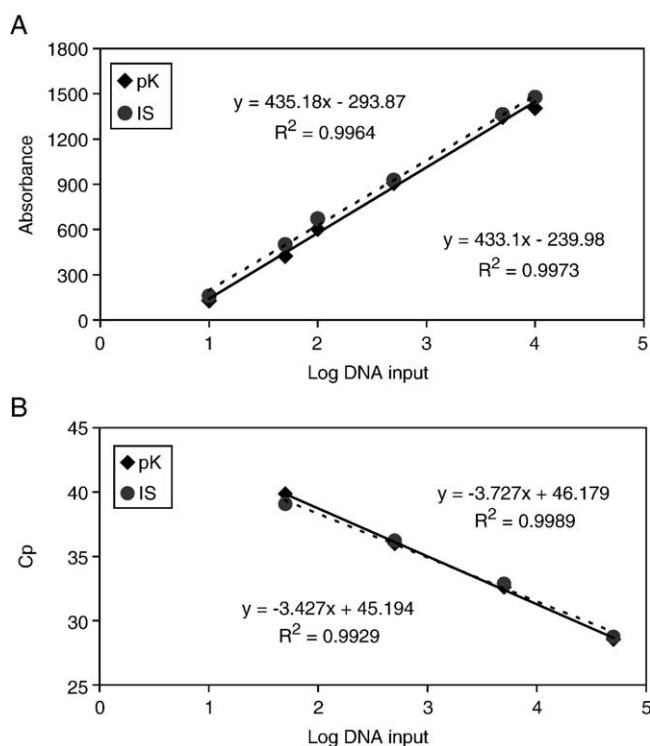 A
1800
1500
1200
900
600
300
0
Absorbance
pK
IS
y = 435.18x - 293.87
R² = 0.9964
y = 433.1x - 239.98
R² = 0.9973
0 1 2 3 4 5
Log DNA input
B
45
40
35
30
25
Cp
pK
IS
y = -3.727x + 46.179
R² = 0.9989
y = -3.427x + 45.194
R² = 0.9929
0 1 2 3 4 5
Log DNA input